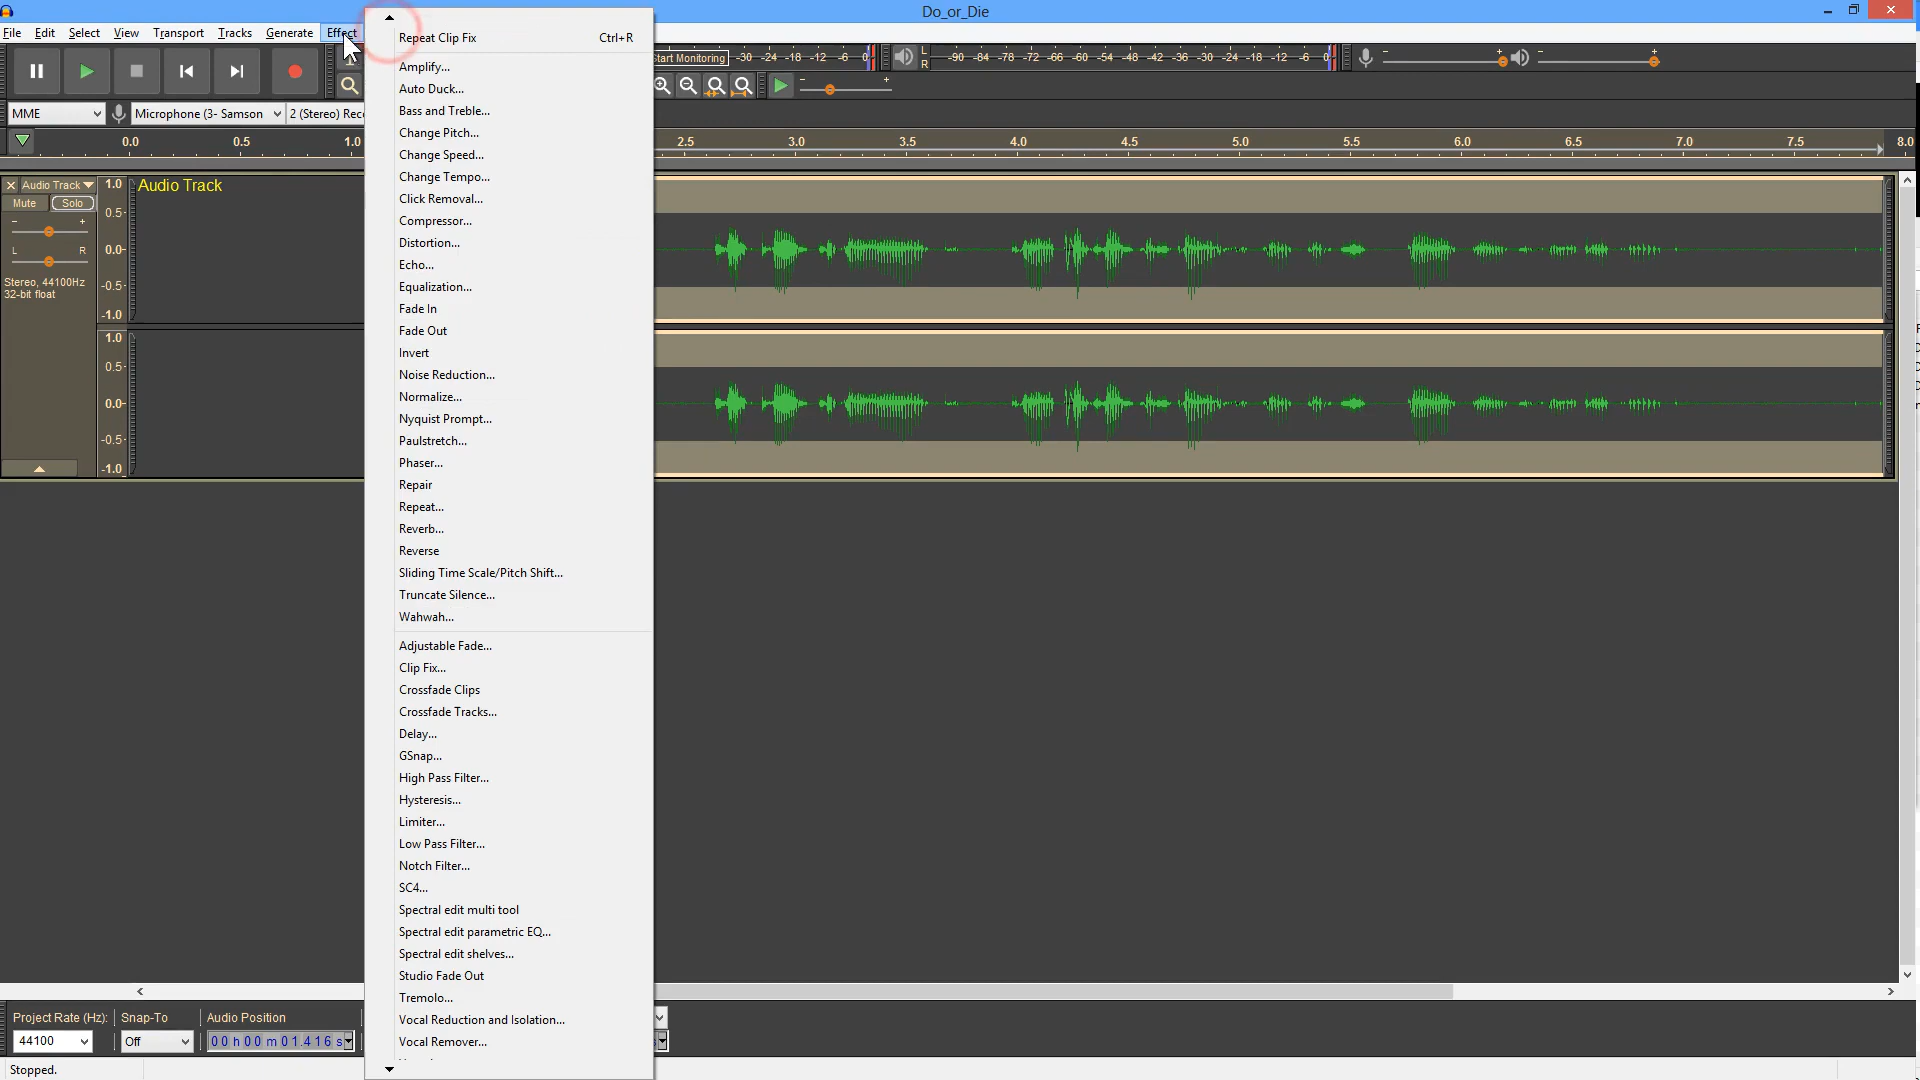 Do_or_Die
File Edit Select View Transport Tracks Generate Effect
Start Monitoring -30 -24 -18 -12 -6 0 L R -90 -84 -78 -72 -66 -60 -54 -48 -42 -36 -30 -24 -18 -12 -6 0 - + - +
- +
MME Microphone (3- Samson 2 (Stereo) Rec
0.0 0.5 1.0 2.5 3.0 3.5 4.0 4.5 5.0 5.5 6.0 6.5 7.0 7.5 8.0
Audio Track 1.0 Audio Track
Mute Solo
- + 0.5
L R 0.0
Stereo, 44100Hz -0.5
32-bit float
-1.0
1.0
0.5
0.0
-0.5
-1.0
Repeat Clip Fix Ctrl+R
Amplify...
Auto Duck...
Bass and Treble...
Change Pitch...
Change Speed...
Change Tempo...
Click Removal...
Compressor...
Distortion...
Echo...
Equalization...
Fade In
Fade Out
Invert
Noise Reduction...
Normalize...
Nyquist Prompt...
Paulstretch...
Phaser...
Repair
Repeat...
Reverb...
Reverse
Sliding Time Scale/Pitch Shift...
Truncate Silence...
Wahwah...
Adjustable Fade...
Clip Fix...
Crossfade Clips
Crossfade Tracks...
Delay...
GSnap...
High Pass Filter...
Hysteresis...
Limiter...
Low Pass Filter...
Notch Filter...
SC4...
Spectral edit multi tool
Spectral edit parametric EQ...
Spectral edit shelves...
Studio Fade Out
Tremolo...
Vocal Reduction and Isolation...
Vocal Remover...
Project Rate (Hz): Snap-To Audio Position
44100 Off 00 h 00 m 01.416 s
Stopped.